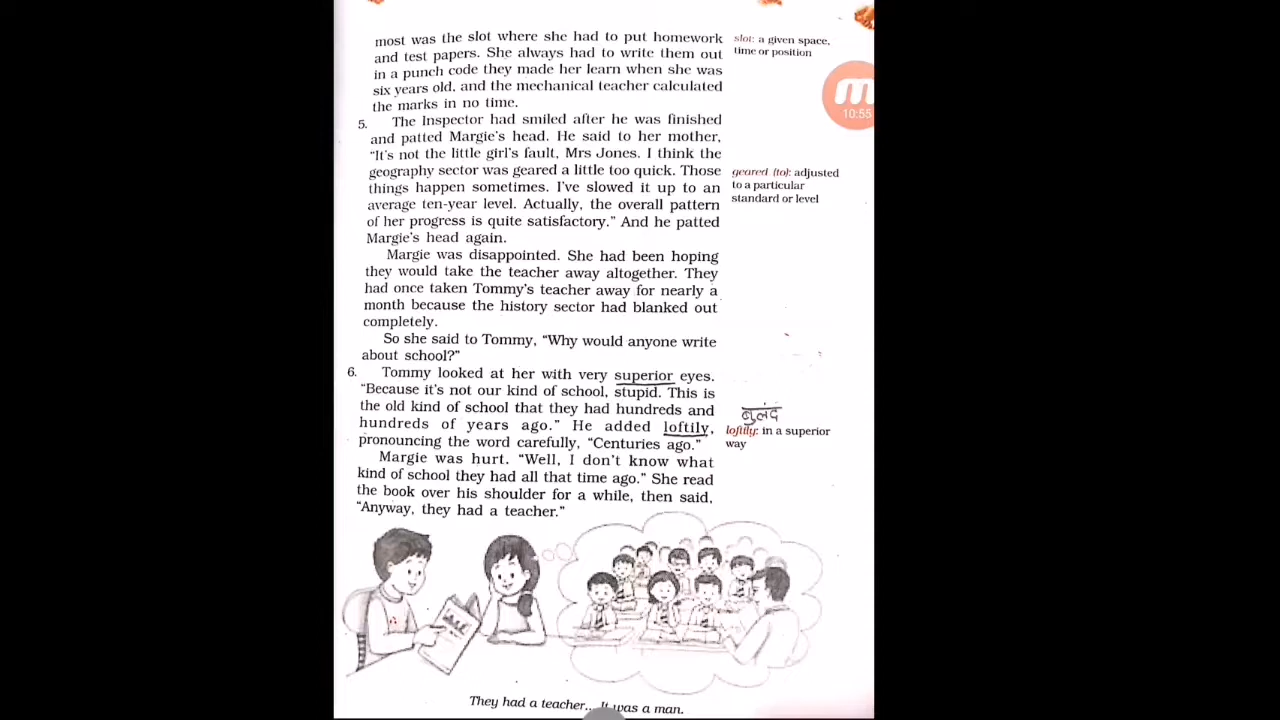 most was the slot where she had to put homework
and test papers. She always had to write them out
in a punch code they made her learn when she was
six years old, and the mechanical teacher calculated
the marks in no time.
5. The Inspector had smiled after he was finished
and patted Margie's head. He said to her mother,
“It's not the little girl's fault, Mrs Jones. I think the
geography sector was geared a little too quick. Those
things happen sometimes. I've slowed it up to an
average ten-year level. Actually, the overall pattern
of her progress is quite satisfactory.” And he patted
Margie's head again.
Margie was disappointed. She had been hoping
they would take the teacher away altogether. They
had once taken Tommy's teacher away for nearly a
month because the history sector had blanked out
completely.
So she said to Tommy, “Why would anyone write
about school?”
6. Tommy looked at her with very superior eyes.
“Because it's not our kind of school, stupid. This is
the old kind of school that they had hundreds and
hundreds of years ago.” He added loftily,
pronouncing the word carefully, “Centuries ago.”
Margie was hurt. “Well, I don't know what
kind of school they had all that time ago.” She read
the book over his shoulder for a while, then said,
“Anyway, they had a teacher.”
slot: a given space,
time or position
10:55
geared (to): adjusted
to a particular
standard or level
बुलंद
loftily: in a superior
way
They had a teacher... It was a man.